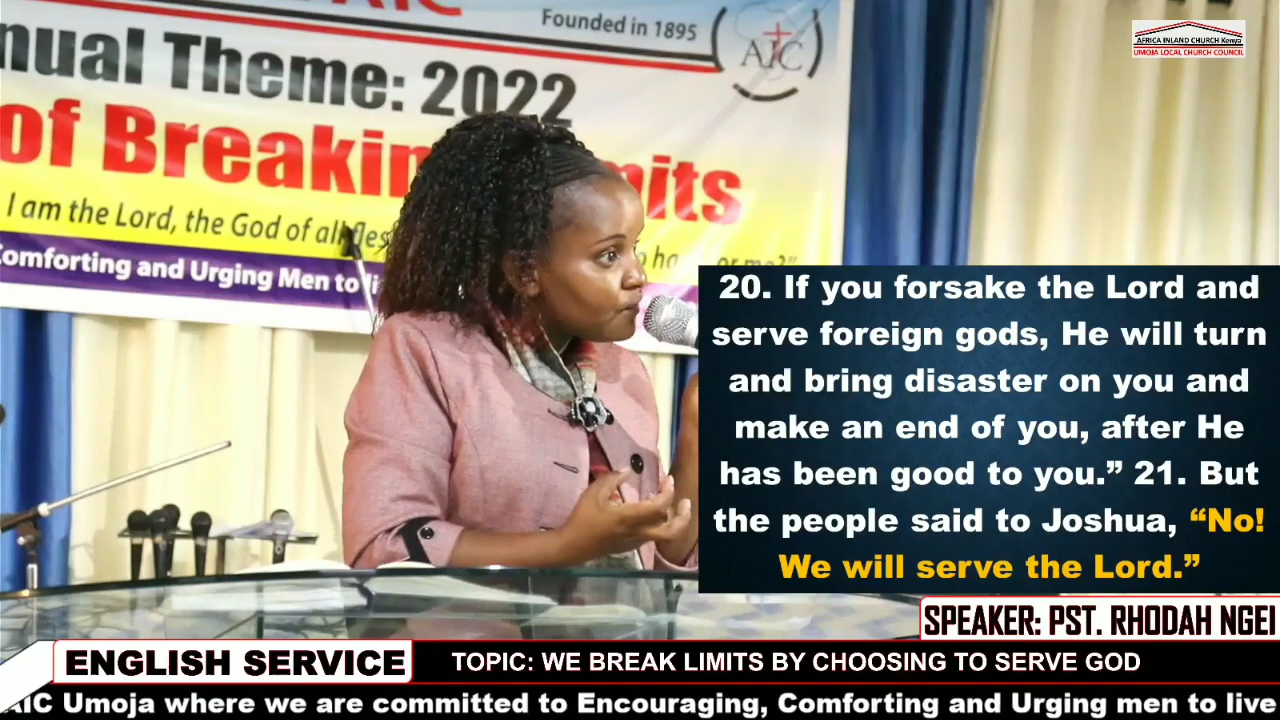 AIC
Founded in 1895
AIC
nual Theme: 2022
of Breaking
mits
I am the Lord, the God of all
Comforting and Urging Men to li
AFRICA INLAND CHURCH Kenya
UMOJA LOCAL CHURCH COUNCIL
20. If you forsake the Lord and
serve foreign gods, He will turn
and bring disaster on you and
make an end of you, after He
has been good to you.” 21. But
the people said to Joshua, “No!
We will serve the Lord.”
SPEAKER: PST. RHODAH NGEI
ENGLISH SERVICE
TOPIC: WE BREAK LIMITS BY CHOOSING TO SERVE GOD
AIC Umoja where we are committed to Encouraging, Comforting and Urging men to live